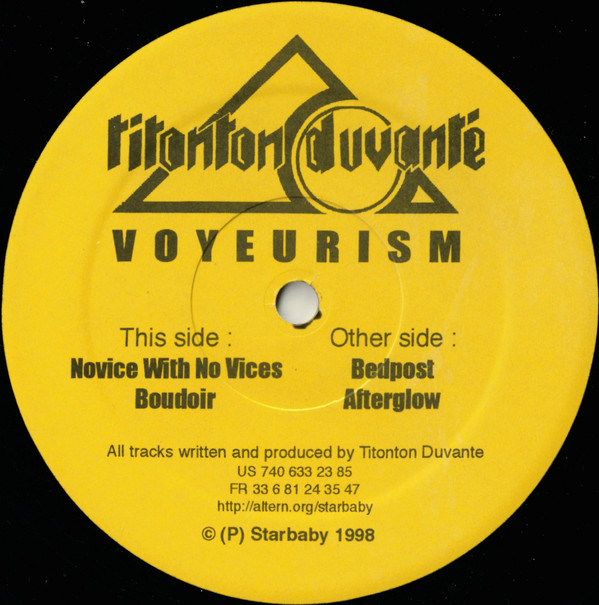 titonton duvanté
VOYEURISM
This side :
Novice With No Vices
Boudoir
Other side :
Bedpost
Afterglow
All tracks written and produced by Titonton Duvante
US 740 633 23 85
FR 33 6 81 24 35 47
http://altern.org/starbaby
© (P) Starbaby 1998